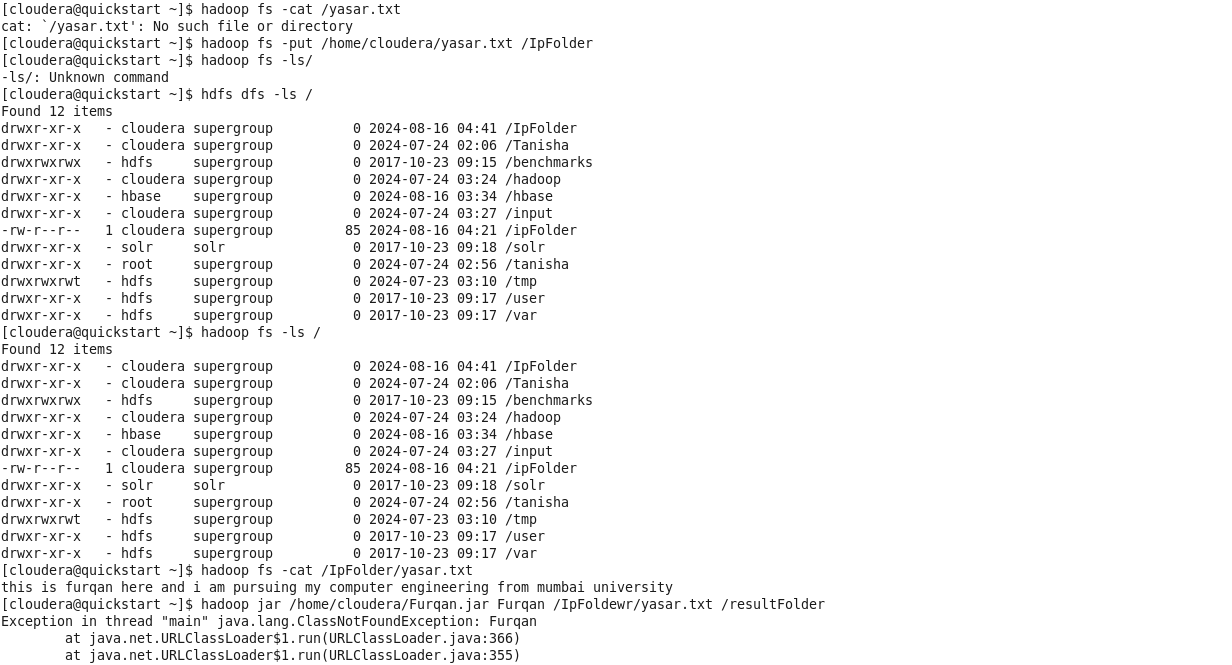 [cloudera@quickstart ~]$ hadoop fs -cat /yasar.txt
cat: `/yasar.txt': No such file or directory
[cloudera@quickstart ~]$ hadoop fs -put /home/cloudera/yasar.txt /IpFolder
[cloudera@quickstart ~]$ hadoop fs -ls/
-ls/: Unknown command
[cloudera@quickstart ~]$ hdfs dfs -ls /
Found 12 items
drwxr-xr-x   - cloudera supergroup          0 2024-08-16 04:41 /IpFolder
drwxr-xr-x   - cloudera supergroup          0 2024-07-24 02:06 /Tanisha
drwxrwxrwx   - hdfs     supergroup          0 2017-10-23 09:15 /benchmarks
drwxr-xr-x   - cloudera supergroup          0 2024-07-24 03:24 /hadoop
drwxr-xr-x   - hbase    supergroup          0 2024-08-16 03:34 /hbase
drwxr-xr-x   - cloudera supergroup          0 2024-07-24 03:27 /input
-rw-r--r--   1 cloudera supergroup         85 2024-08-16 04:21 /ipFolder
drwxr-xr-x   - solr     solr                0 2017-10-23 09:18 /solr
drwxr-xr-x   - root     supergroup          0 2024-07-24 02:56 /tanisha
drwxrwxrwt   - hdfs     supergroup          0 2024-07-23 03:10 /tmp
drwxr-xr-x   - hdfs     supergroup          0 2017-10-23 09:17 /user
drwxr-xr-x   - hdfs     supergroup          0 2017-10-23 09:17 /var
[cloudera@quickstart ~]$ hadoop fs -ls /
Found 12 items
drwxr-xr-x   - cloudera supergroup          0 2024-08-16 04:41 /IpFolder
drwxr-xr-x   - cloudera supergroup          0 2024-07-24 02:06 /Tanisha
drwxrwxrwx   - hdfs     supergroup          0 2017-10-23 09:15 /benchmarks
drwxr-xr-x   - cloudera supergroup          0 2024-07-24 03:24 /hadoop
drwxr-xr-x   - hbase    supergroup          0 2024-08-16 03:34 /hbase
drwxr-xr-x   - cloudera supergroup          0 2024-07-24 03:27 /input
-rw-r--r--   1 cloudera supergroup         85 2024-08-16 04:21 /ipFolder
drwxr-xr-x   - solr     solr                0 2017-10-23 09:18 /solr
drwxr-xr-x   - root     supergroup          0 2024-07-24 02:56 /tanisha
drwxrwxrwt   - hdfs     supergroup          0 2024-07-23 03:10 /tmp
drwxr-xr-x   - hdfs     supergroup          0 2017-10-23 09:17 /user
drwxr-xr-x   - hdfs     supergroup          0 2017-10-23 09:17 /var
[cloudera@quickstart ~]$ hadoop fs -cat /IpFolder/yasar.txt
this is furqan here and i am pursuing my computer engineering from mumbai university
[cloudera@quickstart ~]$ hadoop jar /home/cloudera/Furqan.jar Furqan /IpFoldewr/yasar.txt /resultFolder
Exception in thread "main" java.lang.ClassNotFoundException: Furqan
        at java.net.URLClassLoader$1.run(URLClassLoader.java:366)
        at java.net.URLClassLoader$1.run(URLClassLoader.java:355)